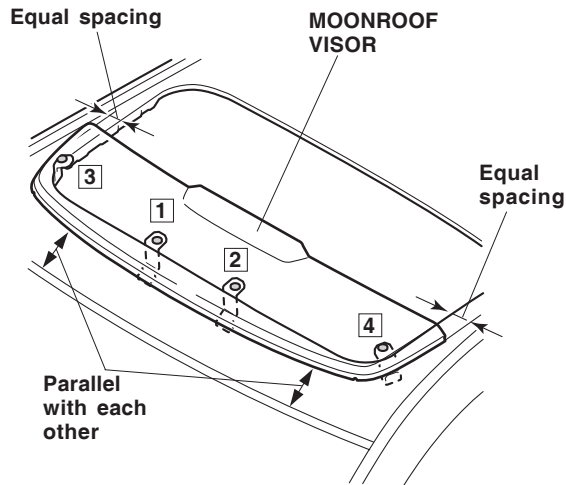 Equal spacing
MOONROOF
VISOR
Equal
spacing
3
1
2
4
Parallel
with each
other